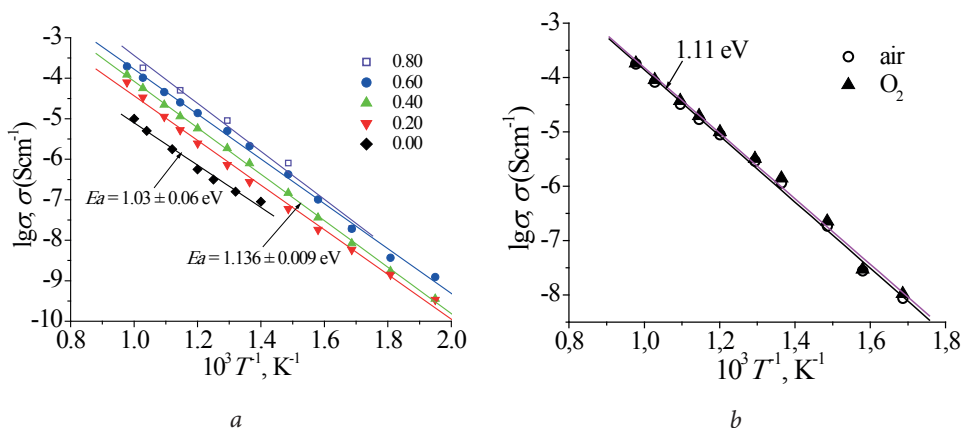 -3
-4
-5
-6
-7
-8
-9
-10
lgσ, σ(Scm⁻¹)
0.80
0.60
0.40
0.20
0.00
Ea = 1.03 ± 0.06 eV
Ea = 1.136 ± 0.009 eV
0.8 1.0 1.2 1.4 1.6 1.8 2.0
10³ T⁻¹, K⁻¹
a
-3
-4
-5
-6
-7
-8
lgσ, σ(Scm⁻¹)
1.11 eV
air
O₂
0,8 1,0 1,2 1,4 1,6 1,8
10³ T⁻¹, K⁻¹
b